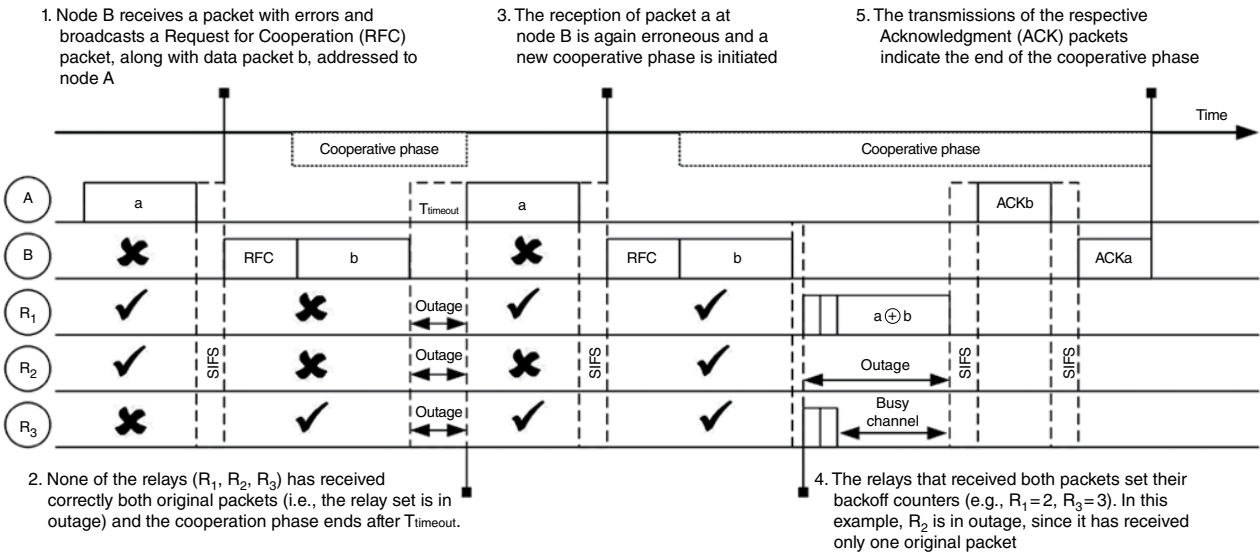 1. Node B receives a packet with errors and
broadcasts a Request for Cooperation (RFC)
packet, along with data packet b, addressed to
node A
3. The reception of packet a at
node B is again erroneous and a
new cooperative phase is initiated
5. The transmissions of the respective
Acknowledgment (ACK) packets
indicate the end of the cooperative phase
Time
Cooperative phase
Cooperative phase
A
a
Ttimeout
a
ACKb
B
RFC
b
RFC
b
ACKa
R1
Outage
a ⊕ b
R2
SIFS
Outage
SIFS
Outage
SIFS
SIFS
R3
Outage
Busy
channel
2. None of the relays (R1, R2, R3) has received
correctly both original packets (i.e., the relay set is in
outage) and the cooperation phase ends after Ttimeout.
4. The relays that received both packets set their
backoff counters (e.g., R1=2, R3=3). In this
example, R2 is in outage, since it has received
only one original packet